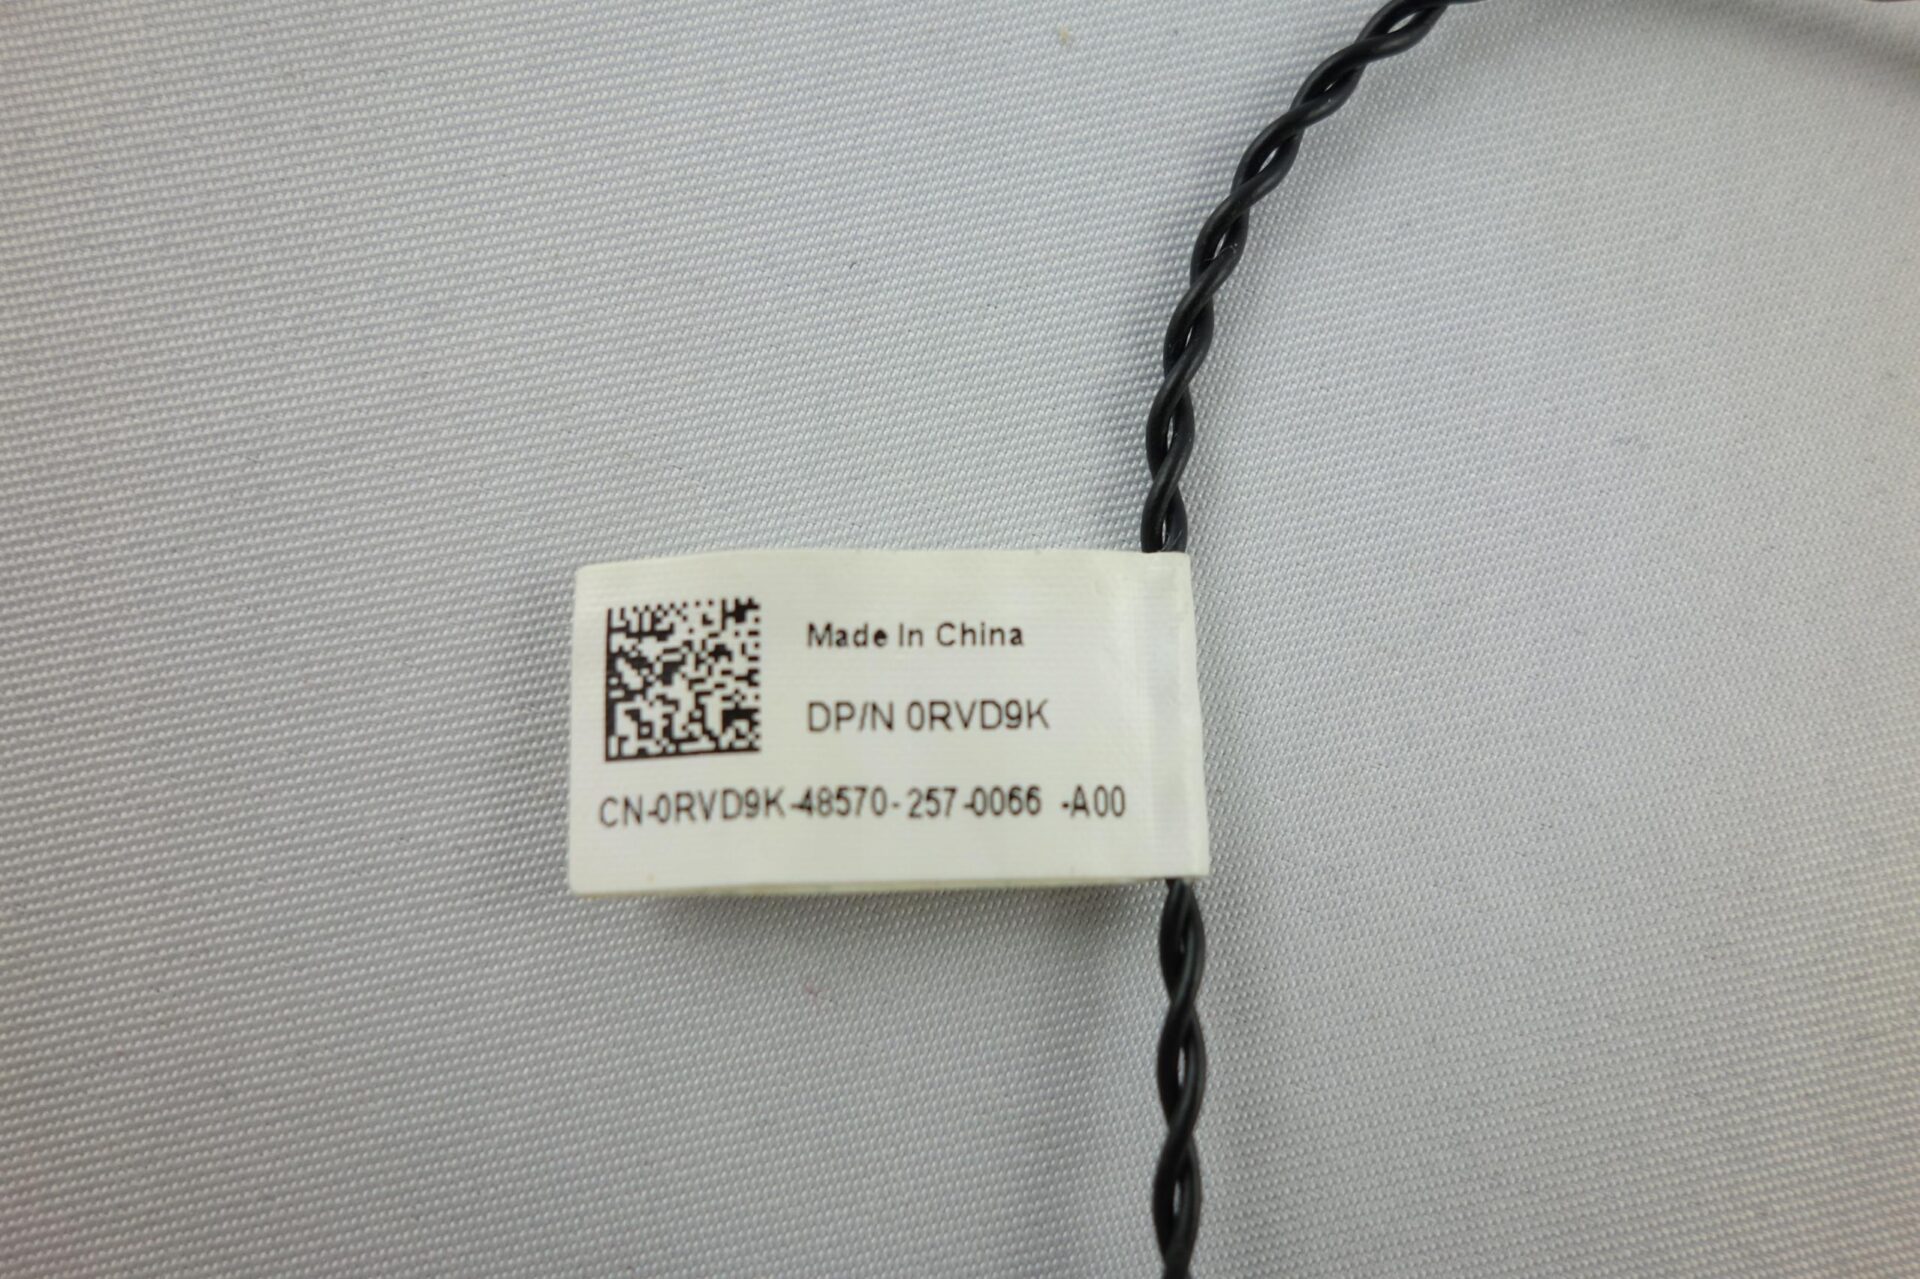 Made In China
DP/N 0RVD9K
CN-0RVD9K-48570-257-0066 -A00